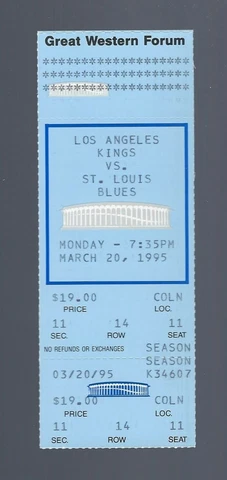 Great Western Forum
LOS ANGELES
KINGS
VS.
ST. LOUIS
BLUES
MONDAY - 7:35PM
MARCH 20, 1995
$19.00 COLN
PRICE LOC.
11 14 11
SEC. ROW SEAT
NO REFUNDS OR EXCHANGES SEASON
SEASON
03/20/95 K34607
$19.00 COLN
PRICE LOC.
11 14 11
SEC. ROW SEAT